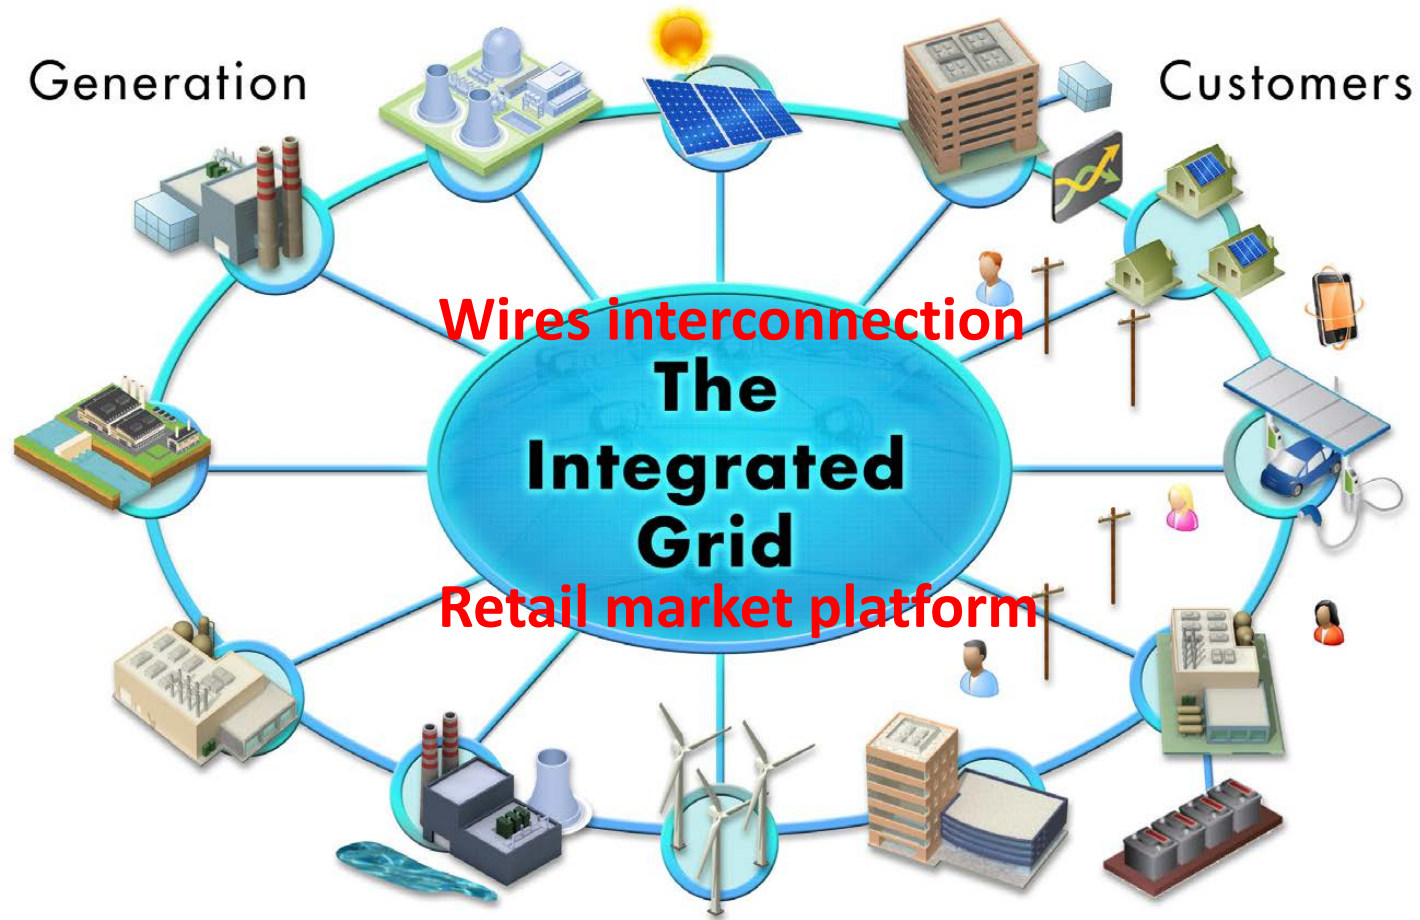 Generation
Customers
Wires interconnection
The
Integrated
Grid
Retail market platform